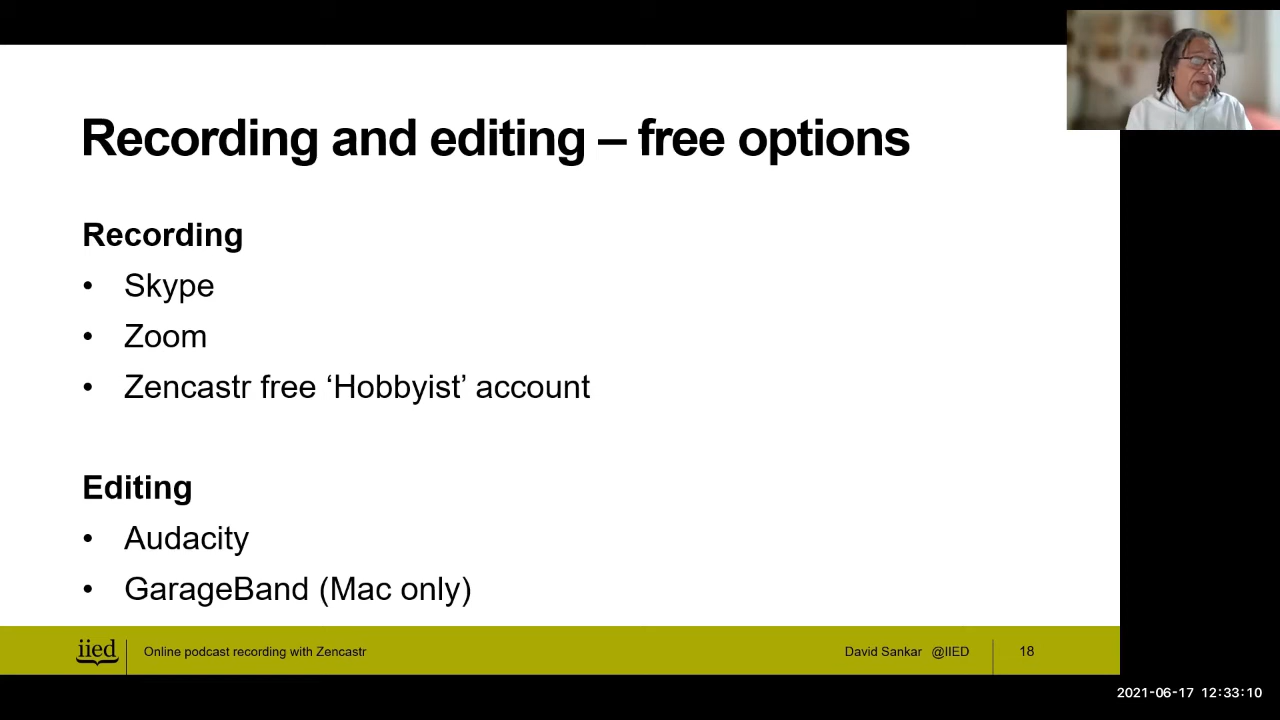 Recording and editing – free options
Recording
• Skype
• Zoom
• Zencastr free ‘Hobbyist’ account
Editing
• Audacity
• GarageBand (Mac only)
iied Online podcast recording with Zencastr David Sankar @IIED 18
2021-06-17 12:33:10